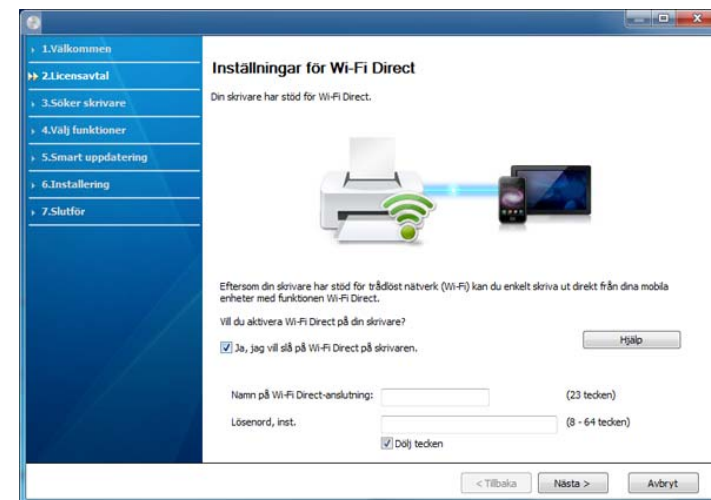 1.Välkommen
2.Licensavtal
3.Söker skrivare
4.Välj funktioner
5.Smart uppdatering
6.Installering
7.Slutför
Inställningar för Wi-Fi Direct
Din skrivare har stöd för Wi-Fi Direct.
Eftersom din skrivare har stöd för trådlöst nätverk (Wi-Fi) kan du enkelt skriva ut direkt från dina mobila
enheter med funktionen Wi-Fi Direct.
Vill du aktivera Wi-Fi Direct på din skrivare?
Ja, jag vill slå på Wi-Fi Direct på skrivaren.
Hjälp
Namn på Wi-Fi Direct-anslutning: (23 tecken)
Lösenord, inst. (8 - 64 tecken)
Dölj tecken
< Tillbaka Nästa > Avbryt